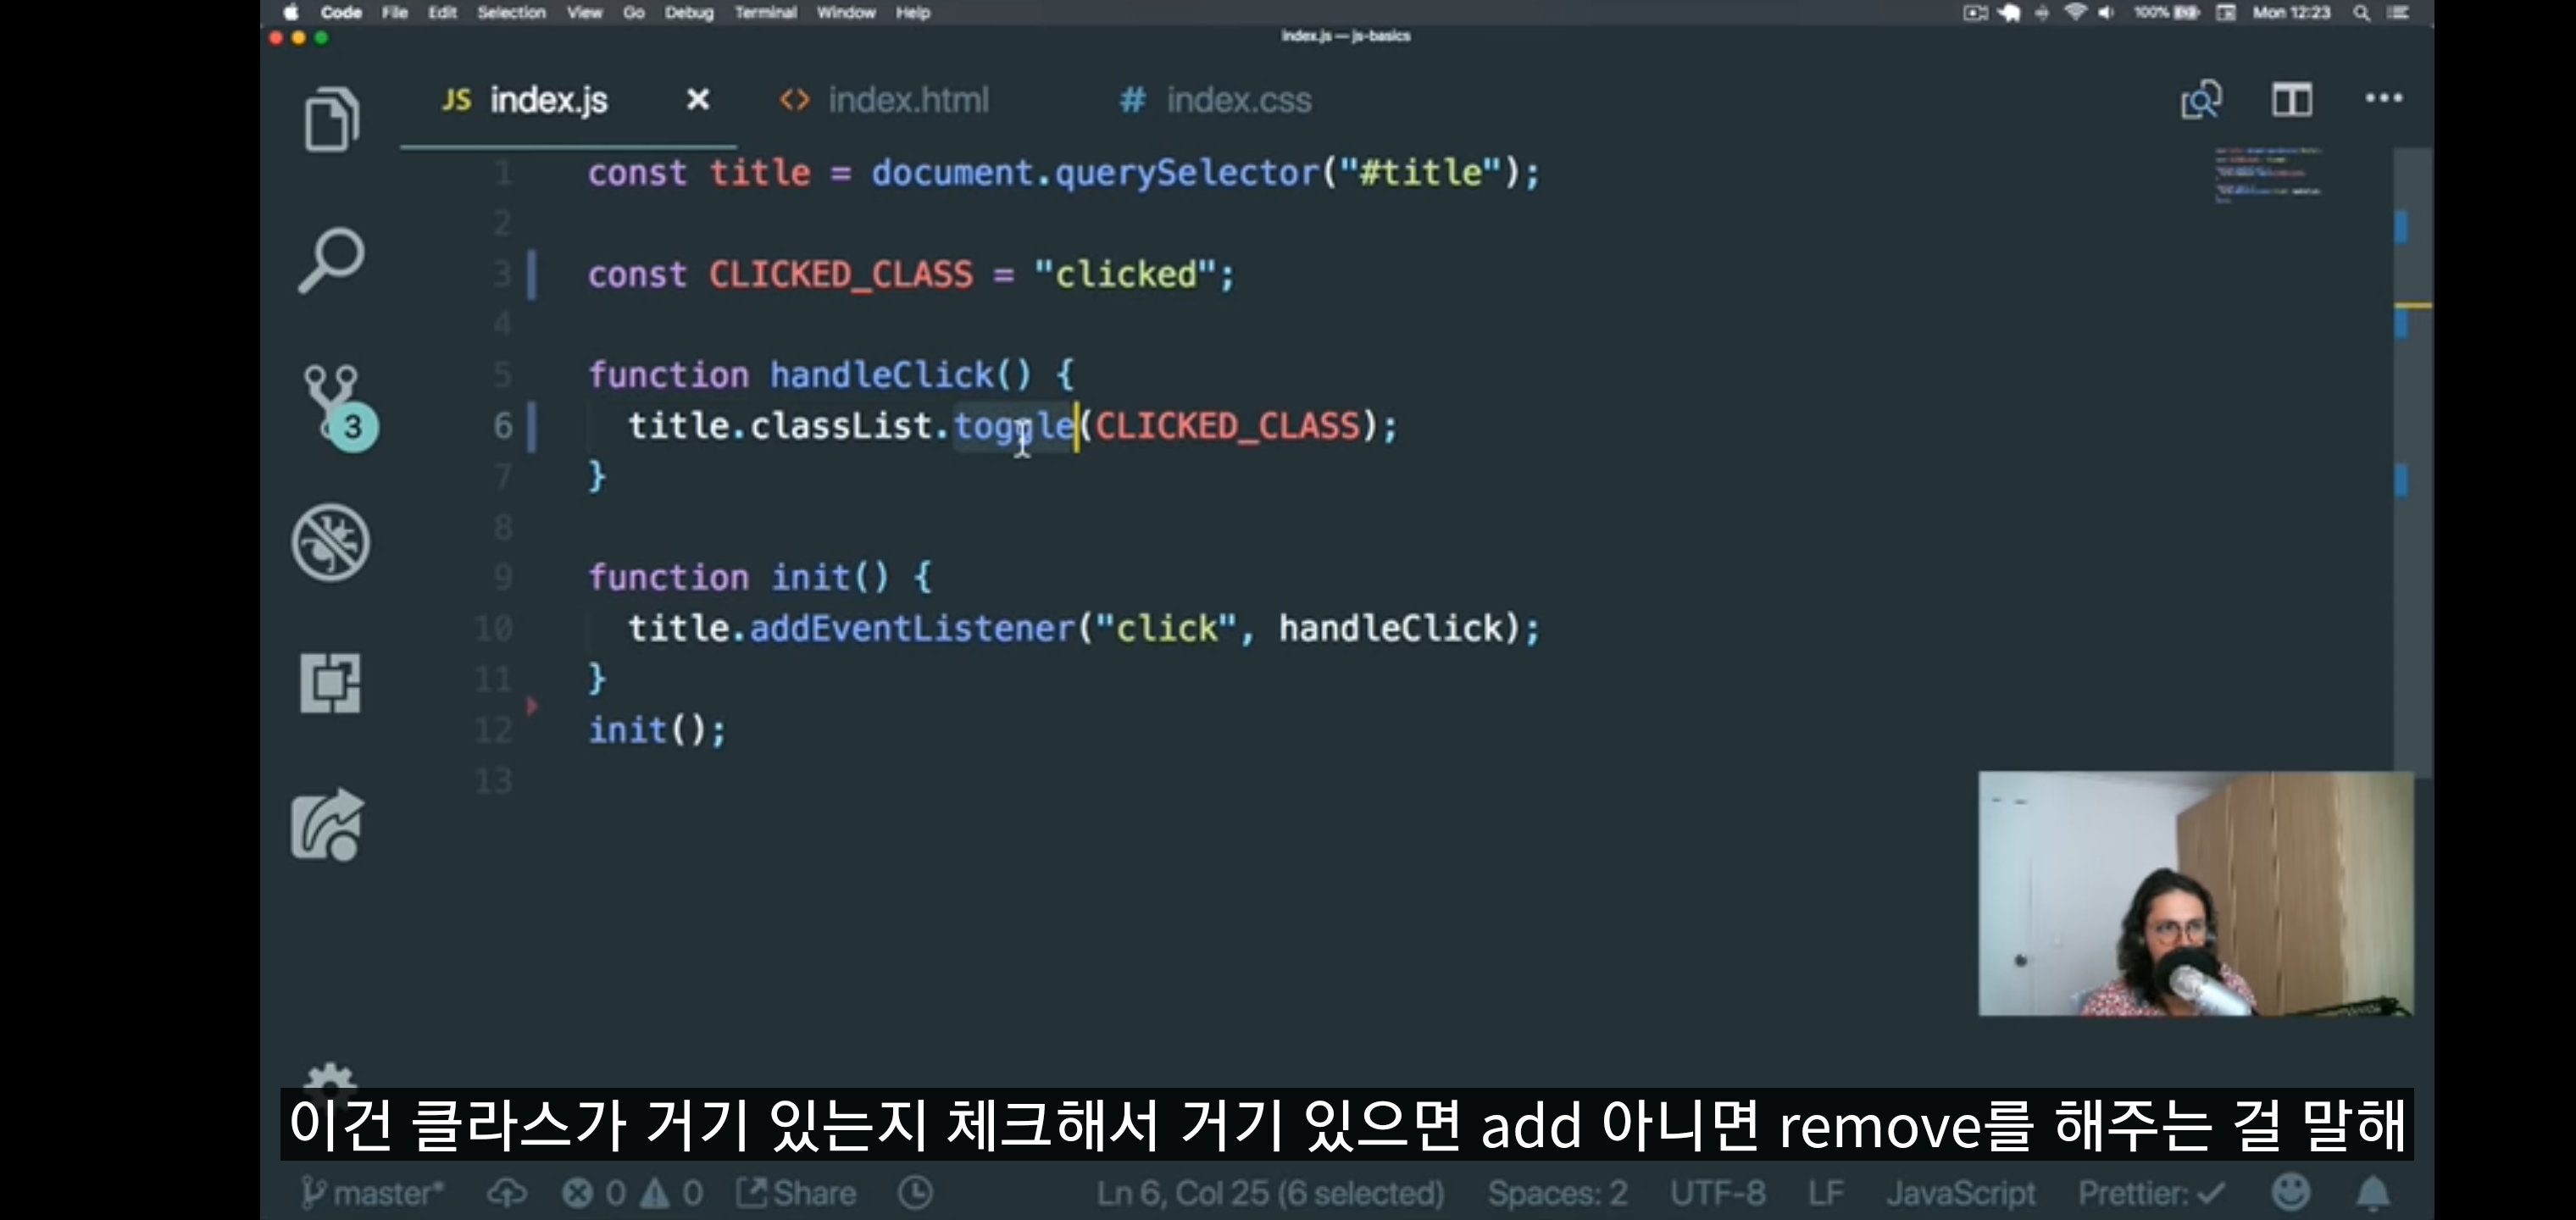 Code File Edit Selection View Go Debug Terminal Window Help 100% Mon 12:23
index.js — js-basics
JS index.js × <> index.html # index.css •••
1 const title = document.querySelector("#title");
2
3 const CLICKED_CLASS = "clicked";
4
5 function handleClick() {
6 title.classList.toggle(CLICKED_CLASS);
7 }
8
9 function init() {
10 title.addEventListener("click", handleClick);
11 }
12 init();
13
3
이건 클라스가 거기 있는지 체크해서 거기 있으면 add 아니면 remove를 해주는 걸 말해
master* 0 0 Share Ln 6, Col 25 (6 selected) Spaces: 2 UTF-8 LF JavaScript Prettier: ✓